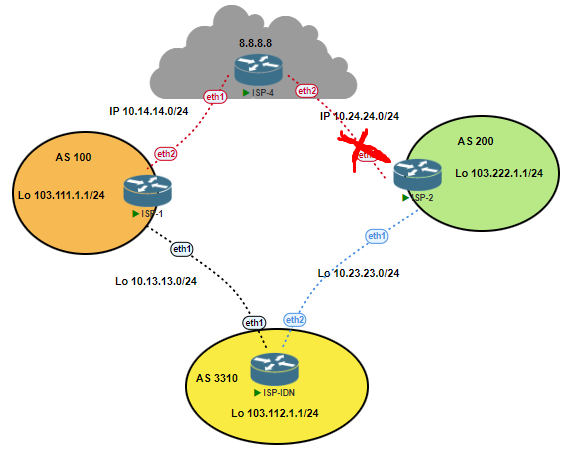 8.8.8.8
eth1
eth2
ISP-4
IP 10.14.14.0/24
IP 10.24.24.0/24
AS 100
eth2
AS 200
Lo 103.111.1.1/24
ISP-1
Lo 103.222.1.1/24
ISP-2
eth1
eth1
Lo 10.13.13.0/24
Lo 10.23.23.0/24
eth1
eth2
AS 3310
ISP-IDN
Lo 103.112.1.1/24